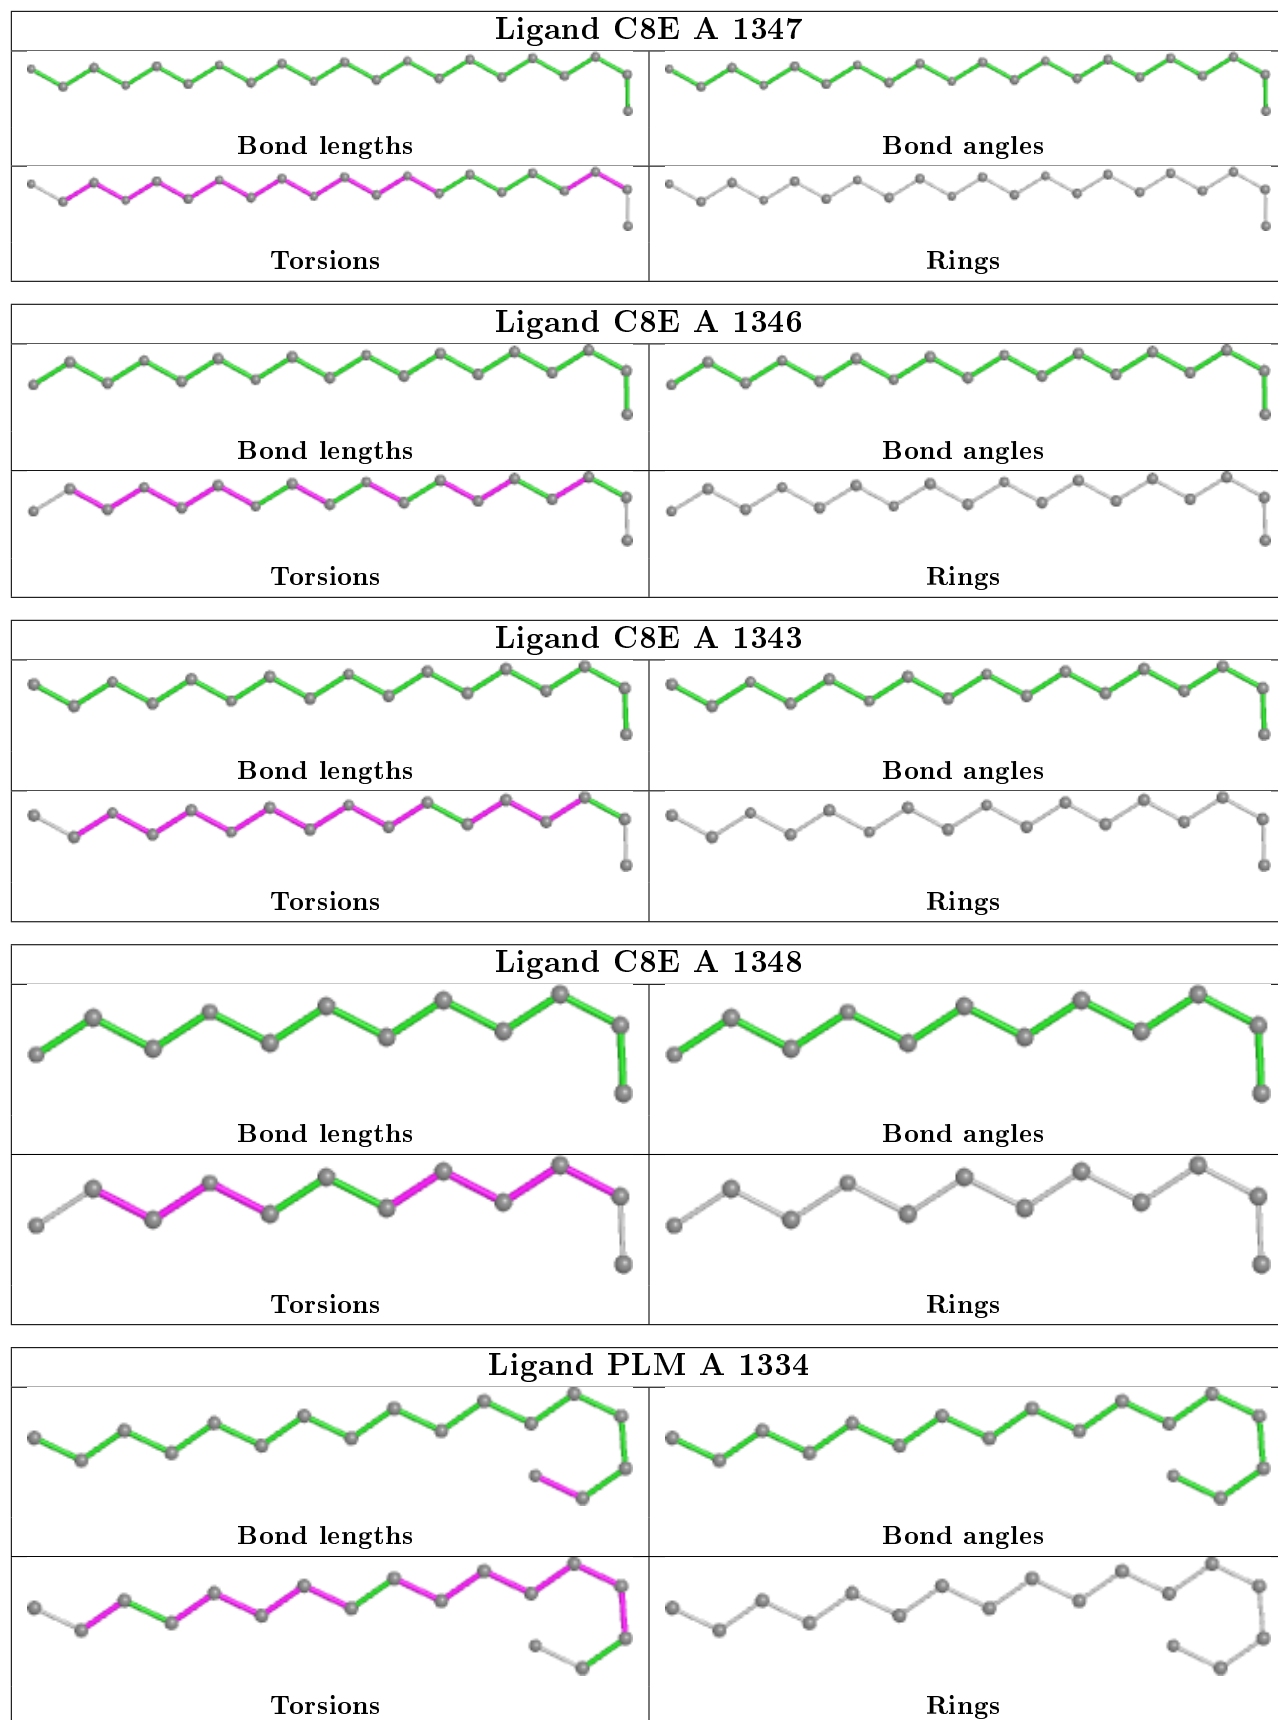 Ligand C8E A 1347
Bond lengths
Bond angles
Torsions
Rings
Ligand C8E A 1346
Bond lengths
Bond angles
Torsions
Rings
Ligand C8E A 1343
Bond lengths
Bond angles
Torsions
Rings
Ligand C8E A 1348
Bond lengths
Bond angles
Torsions
Rings
Ligand PLM A 1334
Bond lengths
Bond angles
Torsions
Rings